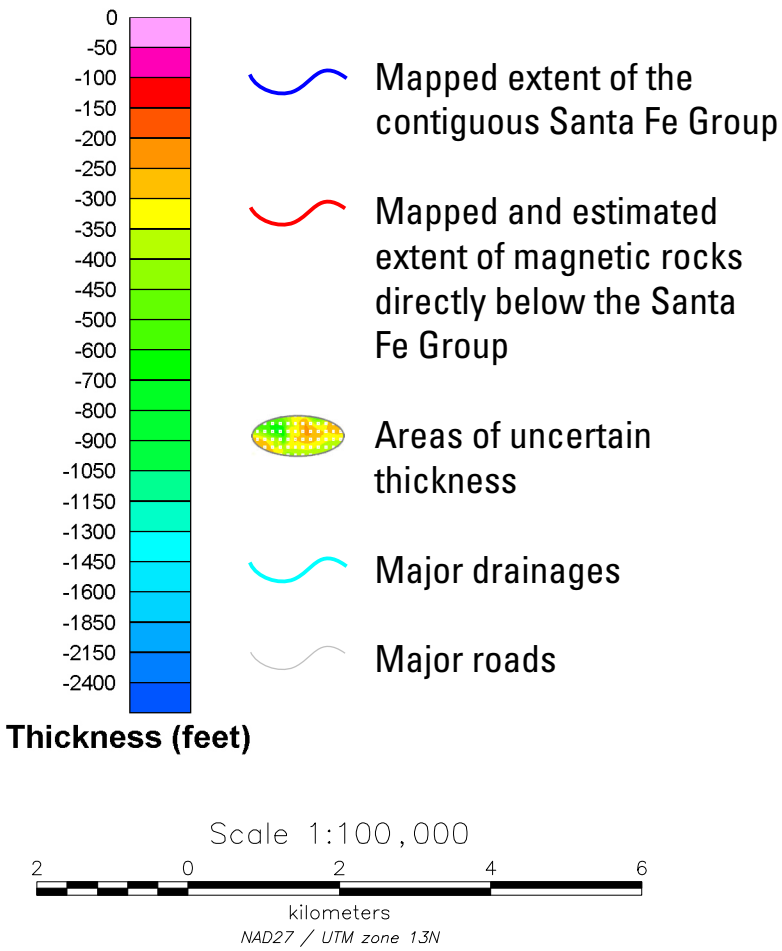 0
-50
-100
-150
-200
-250
-300
-350
-400
-450
-500
-600
-700
-800
-900
-1050
-1150
-1300
-1450
-1600
-1850
-2150
-2400
Thickness (feet)
Mapped extent of the
contiguous Santa Fe Group
Mapped and estimated
extent of magnetic rocks
directly below the Santa
Fe Group
Areas of uncertain
thickness
Major drainages
Major roads
Scale 1:100,000
2 0 2 4 6
kilometers
NAD27 / UTM zone 13N